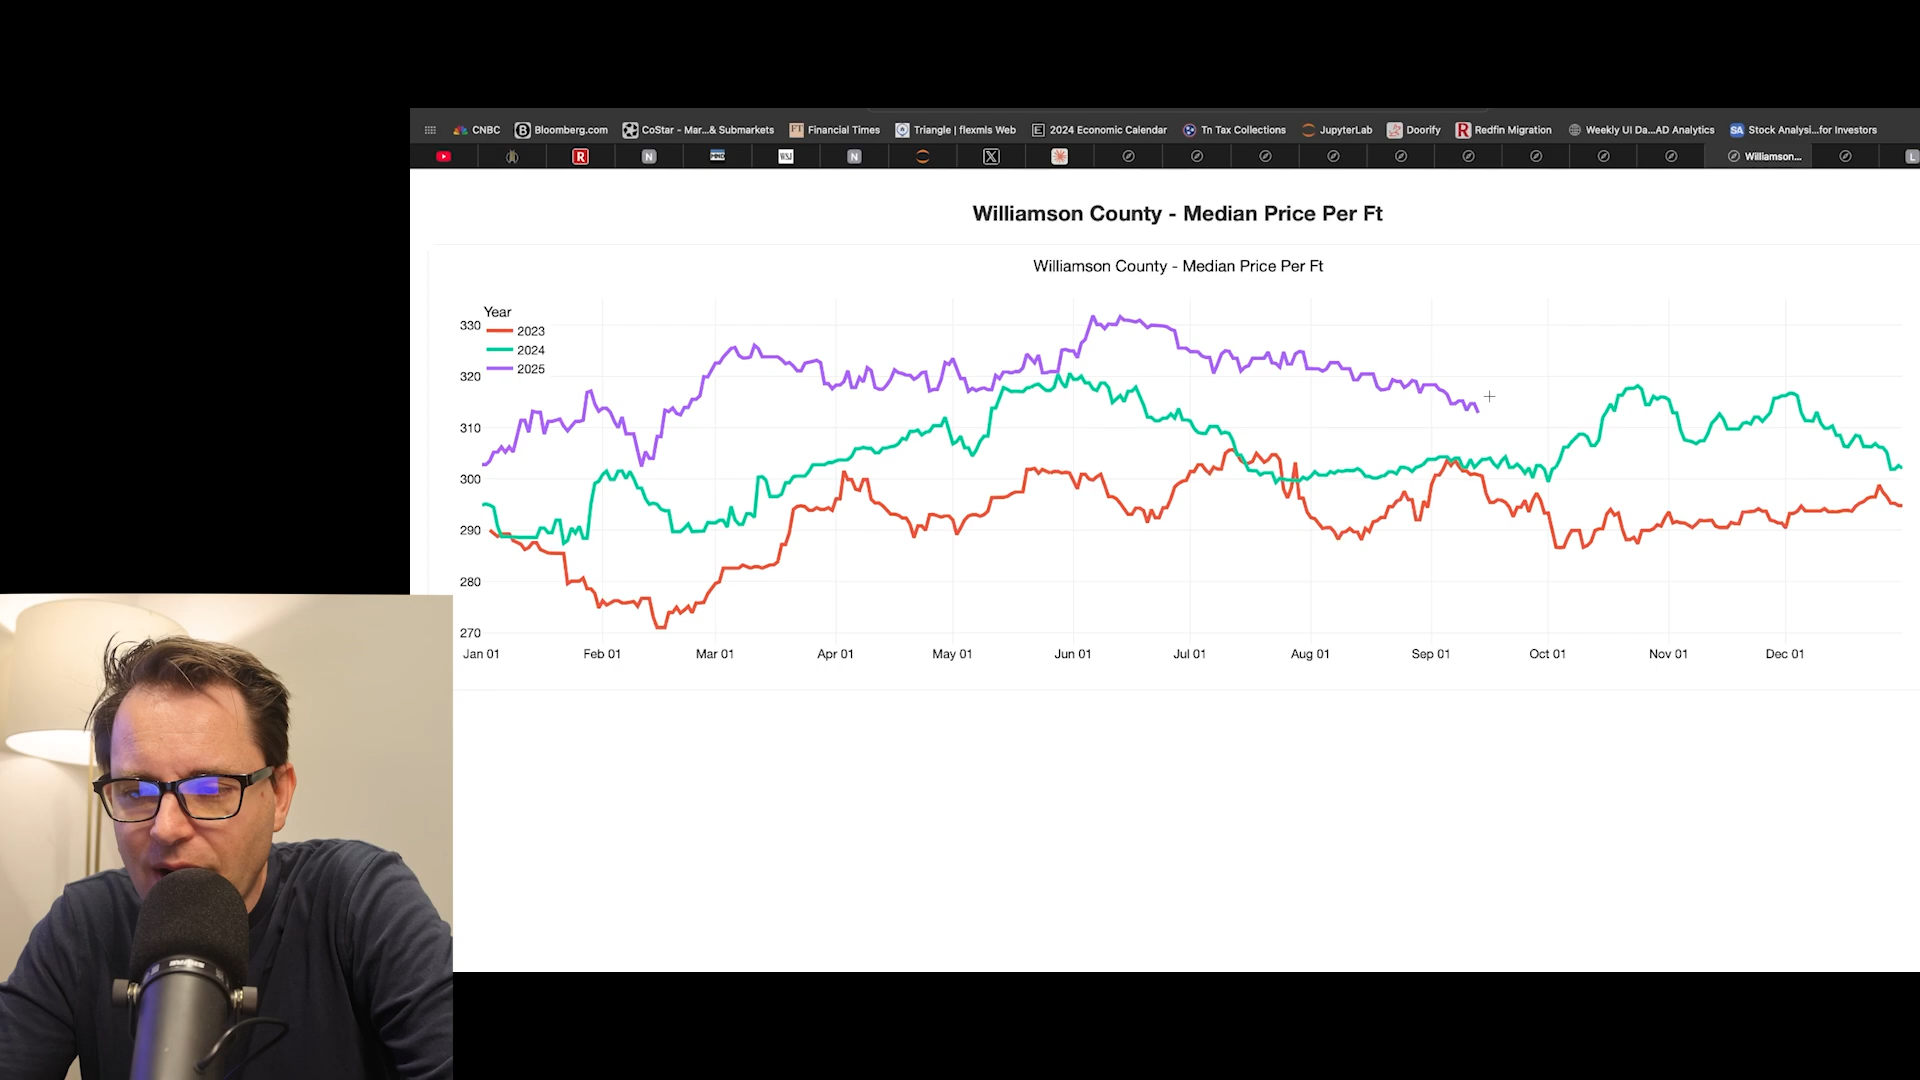 CNBC B Bloomberg.com CoStar - Mar...& Submarkets FT Financial Times Triangle | flexmls Web E 2024 Economic Calendar Tn Tax Collections JupyterLab Doorify R Redfin Migration Weekly UI Da...AD Analytics SA Stock Analysi...for Investors
R N MND WSJ N X Williamson... L
Williamson County - Median Price Per Ft
Williamson County - Median Price Per Ft
Year
2023
2024
2025
330
320
310
300
290
280
270
Jan 01 Feb 01 Mar 01 Apr 01 May 01 Jun 01 Jul 01 Aug 01 Sep 01 Oct 01 Nov 01 Dec 01